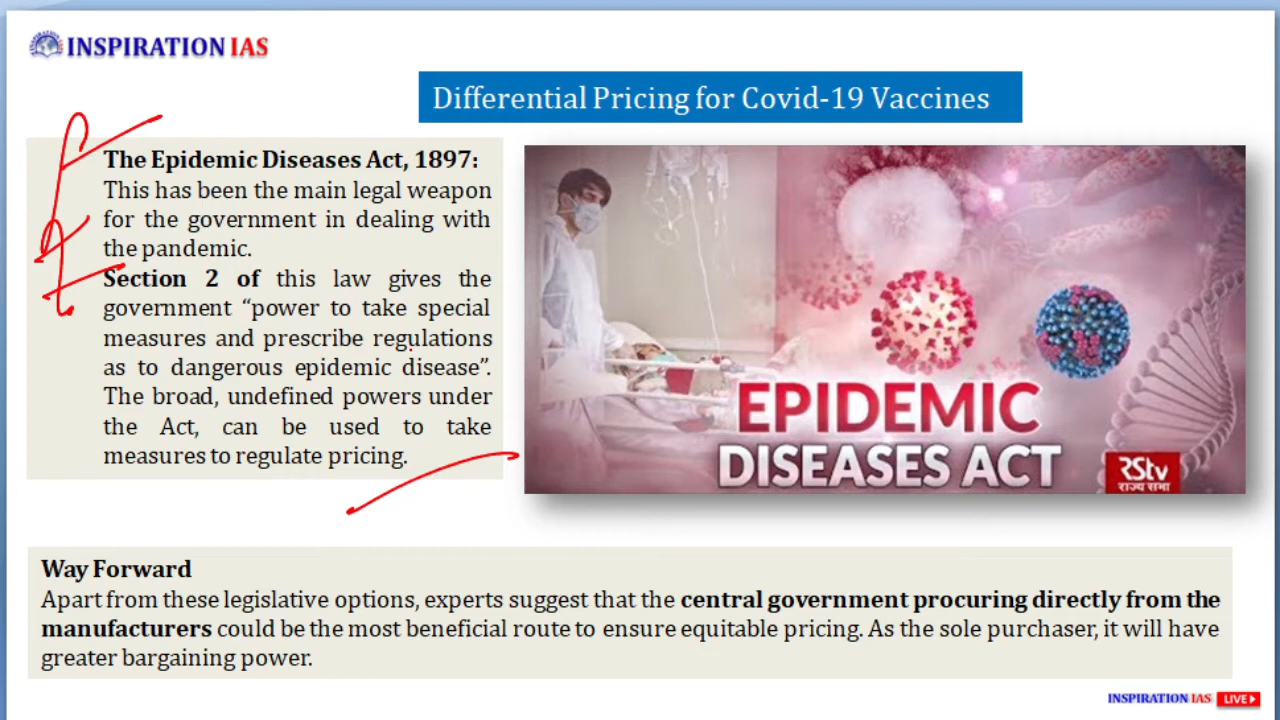 INSPIRATION IAS
Differential Pricing for Covid-19 Vaccines
The Epidemic Diseases Act, 1897:
This has been the main legal weapon
for the government in dealing with
the pandemic.
Section 2 of this law gives the
government “power to take special
measures and prescribe regulations
as to dangerous epidemic disease”.
The broad, undefined powers under
the Act, can be used to take
measures to regulate pricing.
EPIDEMIC
DISEASES ACT
RStv
राज्य सभा
Way Forward
Apart from these legislative options, experts suggest that the central government procuring directly from the
manufacturers could be the most beneficial route to ensure equitable pricing. As the sole purchaser, it will have
greater bargaining power.
INSPIRATION IAS LIVE